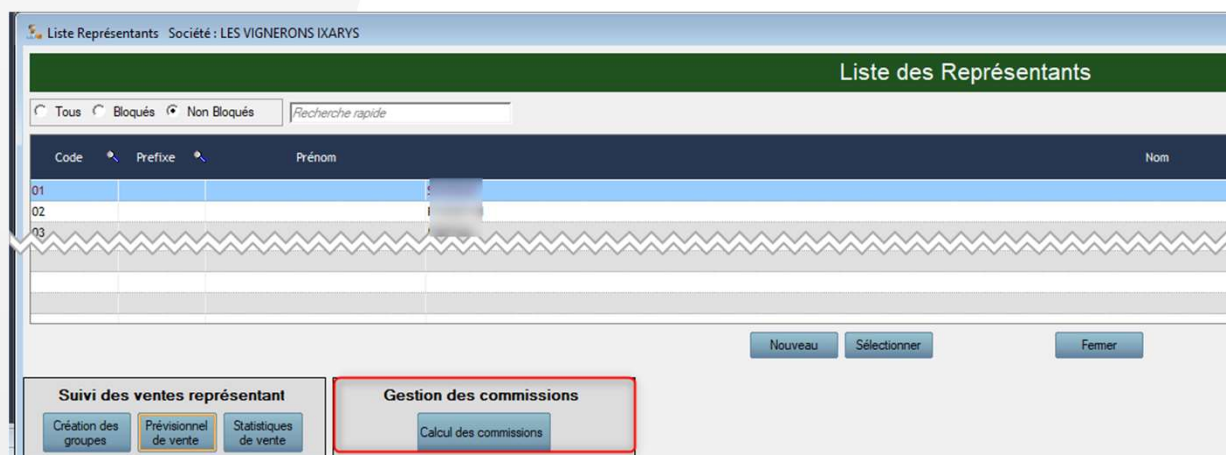 Liste Représentants Société : LES VIGNERONS IXARYS
Liste des Représentants
Tous Bloqués Non Bloqués Recherche rapide
Code Prefixe Prénom Nom
01
02
03
Nouveau Sélectionner Fermer
Suivi des ventes représentant Gestion des commissions
Création des groupes Prévisionnel de vente Statistiques de vente Calcul des commissions